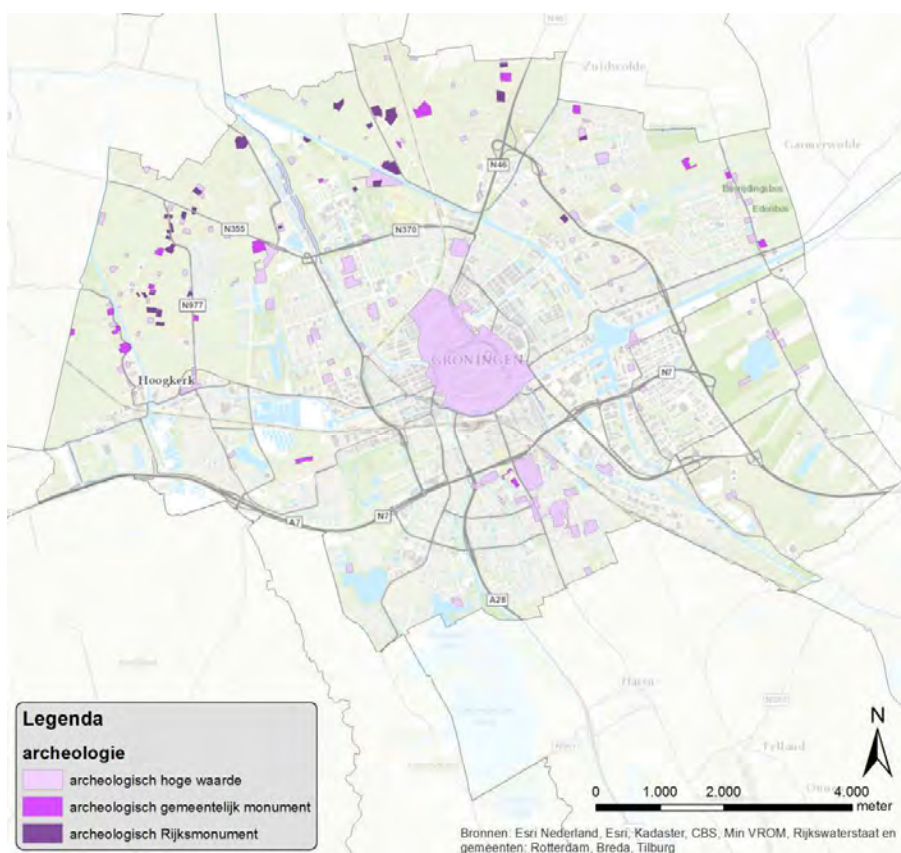 N46
Zuidwolde
Garmerwolde
N46
N355
N370
N977
GRONINGEN
Hoogkerk
N7
A7
N7
A28
Haren
Legenda
archeologie
archeologisch hoge waarde
archeologisch gemeentelijk monument
archeologisch Rijksmonument
N
0 1.000 2.000 4.000
meter
Bronnen: Esri Nederland, Esri, Kadaster, CBS, Min VROM, Rijkswaterstaat en
gemeenten: Rotterdam, Breda, Tilburg